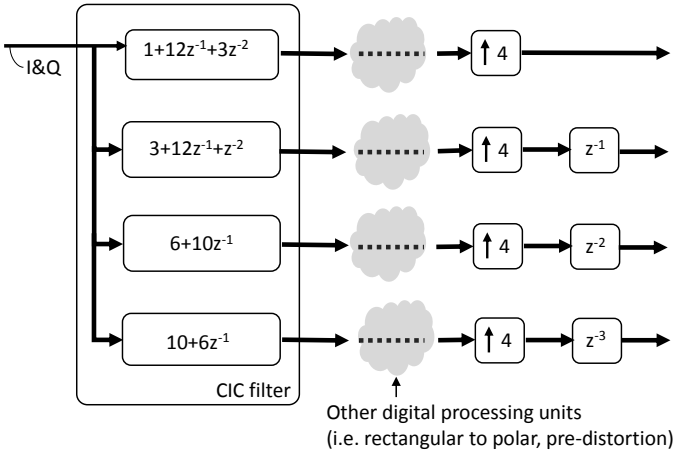 1+12z⁻¹+3z⁻²
↑ 4
I&Q
3+12z⁻¹+z⁻²
↑ 4
z⁻¹
6+10z⁻¹
↑ 4
z⁻²
10+6z⁻¹
↑ 4
z⁻³
CIC filter
Other digital processing units
(i.e. rectangular to polar, pre-distortion)